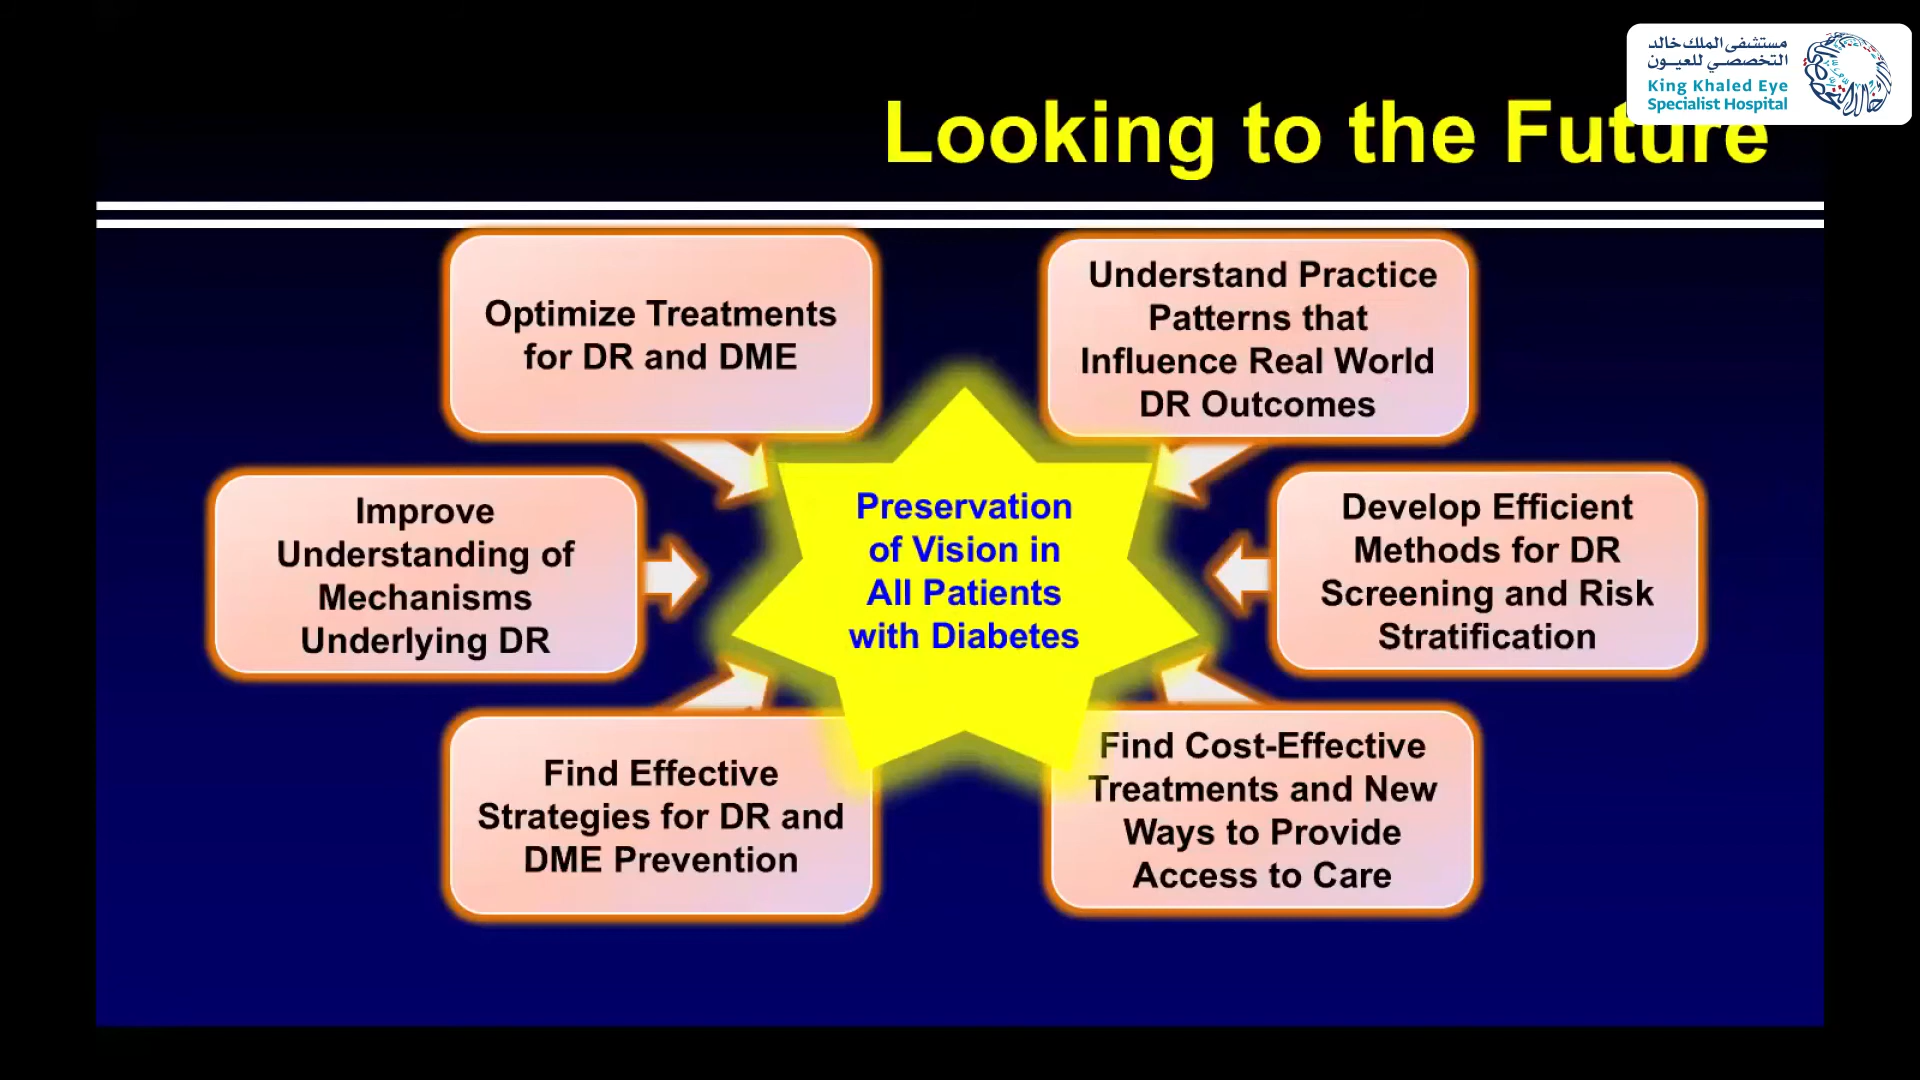 مستشفى الملك خالد
التخصصي للعيـون
King Khaled Eye
Specialist Hospital
Looking to the Future
Optimize Treatments
for DR and DME
Understand Practice
Patterns that
Influence Real World
DR Outcomes
Improve
Understanding of
Mechanisms
Underlying DR
Preservation
of Vision in
All Patients
with Diabetes
Develop Efficient
Methods for DR
Screening and Risk
Stratification
Find Effective
Strategies for DR and
DME Prevention
Find Cost-Effective
Treatments and New
Ways to Provide
Access to Care